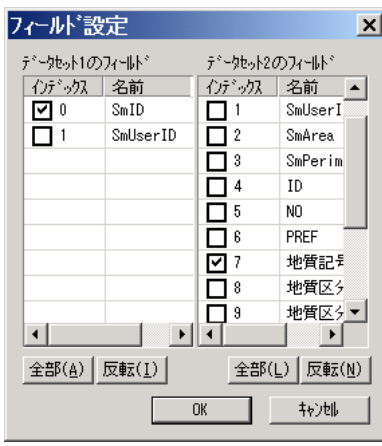 フィールド設定
ﾃﾞｰﾀｾｯﾄ1のﾌｨｰﾙﾄﾞ ﾃﾞｰﾀｾｯﾄ2のﾌｨｰﾙﾄﾞ
ｲﾝﾃﾞｯｸｽ 名前 ｲﾝﾃﾞｯｸｽ 名前
0 SmID 1 SmUserI
1 SmUserID 2 SmArea
3 SmPerim
4 ID
5 NO
6 PREF
7 地質記号
8 地質区分
9 地質区分
全部(A) 反転(I) 全部(L) 反転(N)
OK ｷｬﾝｾﾙ